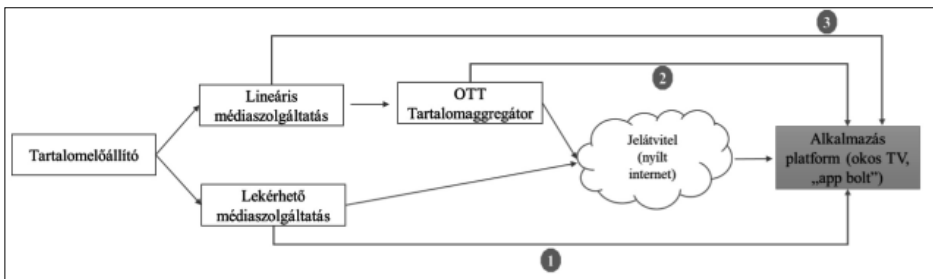 3
Lineáris
médiaszolgáltatás
OTT
Tartalomaggregátor
2
Tartalomelőállító
Jelátvitel
(nyílt
internet)
Alkalmazás
platform (okos TV,
„app bolt”)
Lekérhető
médiaszolgáltatás
1